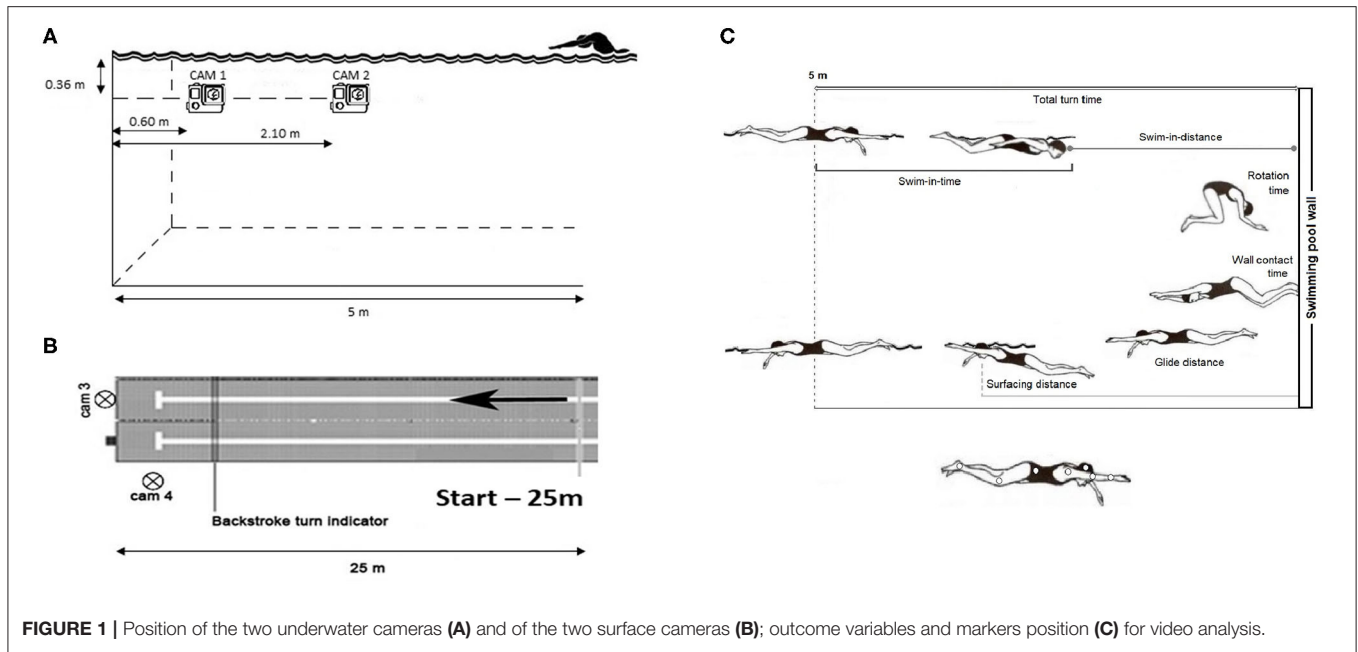 A
0.36 m
CAM 1
CAM 2
0.60 m
2.10 m
5 m
B
cam 3
cam 4
Start – 25m
Backstroke turn indicator
25 m
C
5 m
Total turn time
Swim-in-distance
Swim-in-time
Rotation
time
Wall contact
time
Swimming pool wall
Glide distance
Surfacing distance
FIGURE 1 | Position of the two underwater cameras (A) and of the two surface cameras (B); outcome variables and markers position (C) for video analysis.